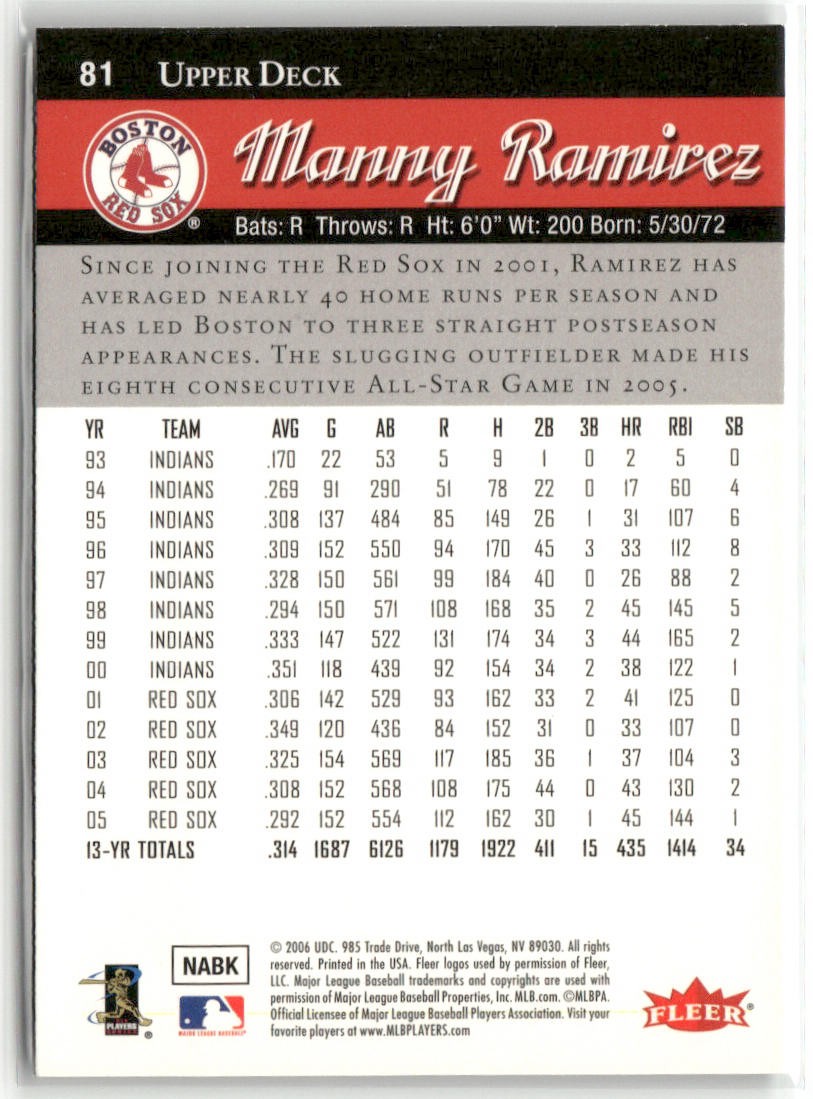 81 UPPER DECK
BOSTON RED SOX ®
Manny Ramirez
Bats: R Throws: R Ht: 6'0" Wt: 200 Born: 5/30/72
SINCE JOINING THE RED SOX IN 2001, RAMIREZ HAS
AVERAGED NEARLY 40 HOME RUNS PER SEASON AND
HAS LED BOSTON TO THREE STRAIGHT POSTSEASON
APPEARANCES. THE SLUGGING OUTFIELDER MADE HIS
EIGHTH CONSECUTIVE ALL-STAR GAME IN 2005.
YR TEAM AVG G AB R H 2B 3B HR RBI SB
93 INDIANS .170 22 53 5 9 1 0 2 5 0
94 INDIANS .269 91 290 51 78 22 0 17 60 4
95 INDIANS .308 137 484 85 149 26 1 31 107 6
96 INDIANS .309 152 550 94 170 45 3 33 112 8
97 INDIANS .328 150 561 99 184 40 0 26 88 2
98 INDIANS .294 150 571 108 168 35 2 45 145 5
99 INDIANS .333 147 522 131 174 34 3 44 165 2
00 INDIANS .351 118 439 92 154 34 2 38 122 1
01 RED SOX .306 142 529 93 162 33 2 41 125 0
02 RED SOX .349 120 436 84 152 31 0 33 107 0
03 RED SOX .325 154 569 117 185 36 1 37 104 3
04 RED SOX .308 152 568 108 175 44 0 43 130 2
05 RED SOX .292 152 554 112 162 30 1 45 144 1
13-YR TOTALS .314 1687 6126 1179 1922 411 15 435 1414 34
© 2006 UDC. 985 Trade Drive, North Las Vegas, NV 89030. All rights
reserved. Printed in the USA. Fleer logos used by permission of Fleer,
LLC. Major League Baseball trademarks and copyrights are used with
permission of Major League Baseball Properties, Inc. MLB.com. ©MLBPA.
Official Licensee of Major League Baseball Players Association. Visit your
favorite players at www.MLBPLAYERS.com
NABK
PLAYERS ®
MAJOR LEAGUE BASEBALL
FLEER ®